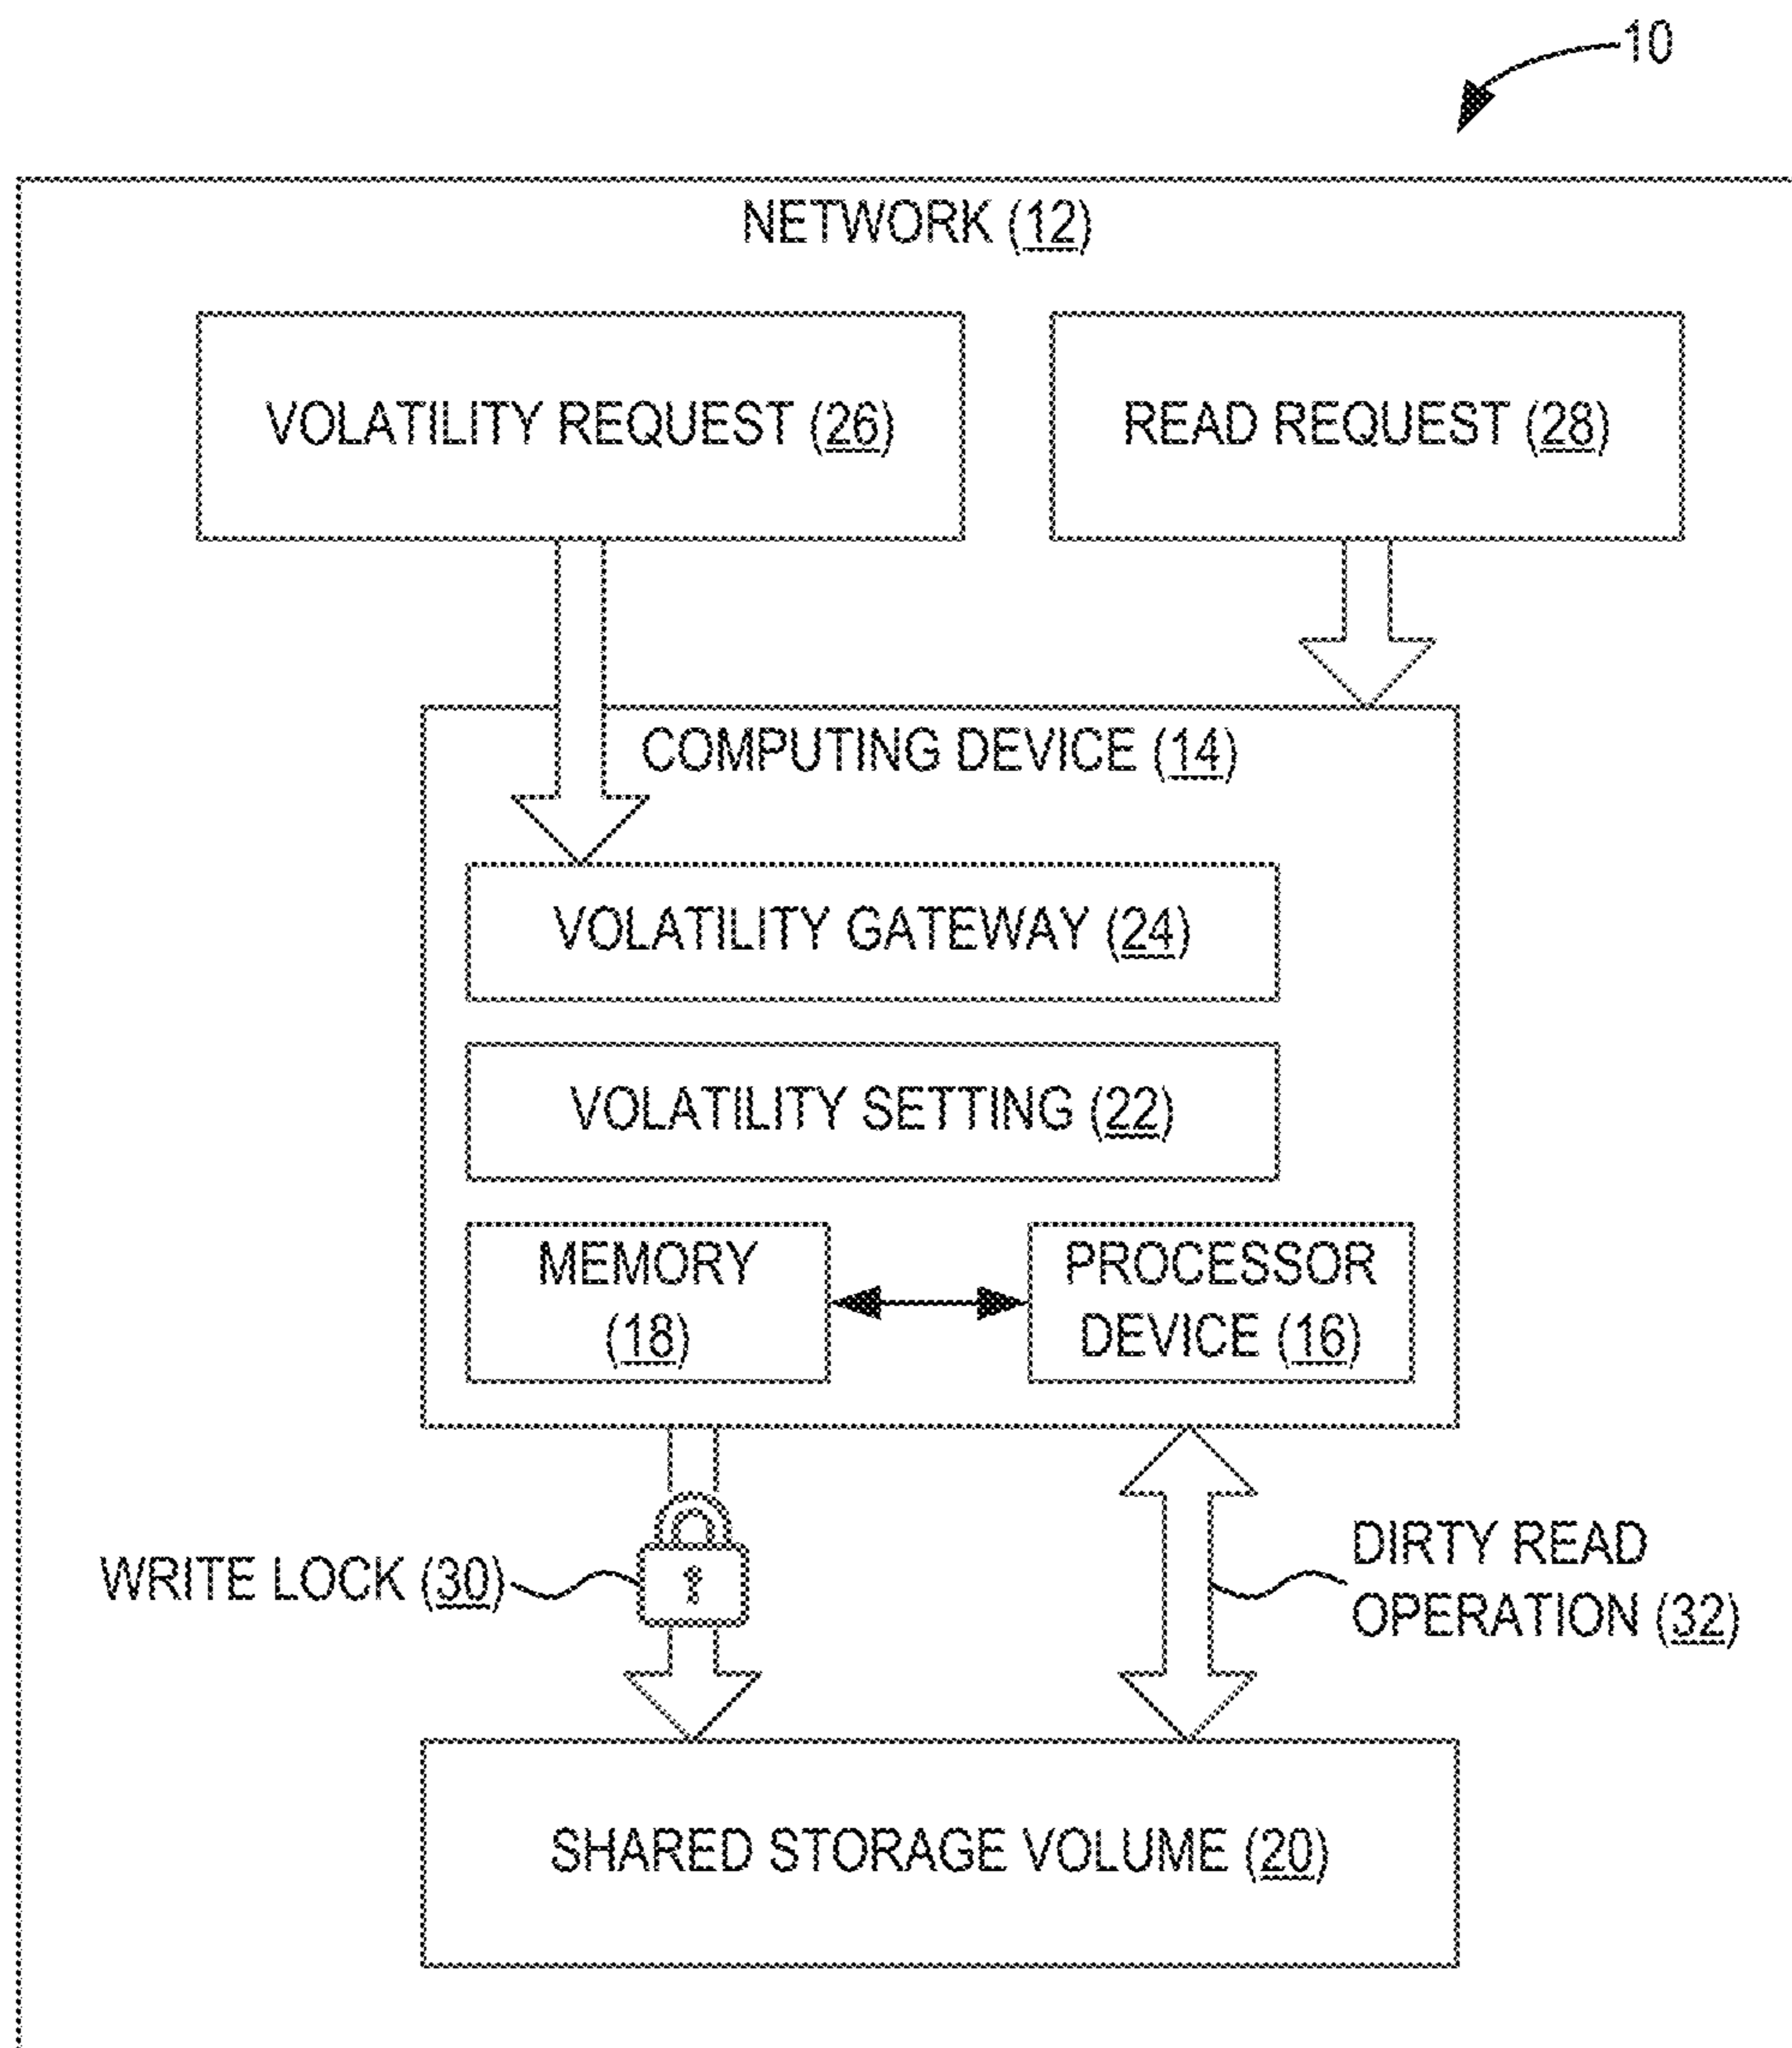 10
NETWORK (12)
VOLATILITY REQUEST (26)
READ REQUEST (28)
COMPUTING DEVICE (14)
VOLATILITY GATEWAY (24)
VOLATILITY SETTING (22)
MEMORY
(18)
PROCESSOR
DEVICE (16)
WRITE LOCK (30)
DIRTY READ
OPERATION (32)
SHARED STORAGE VOLUME (20)